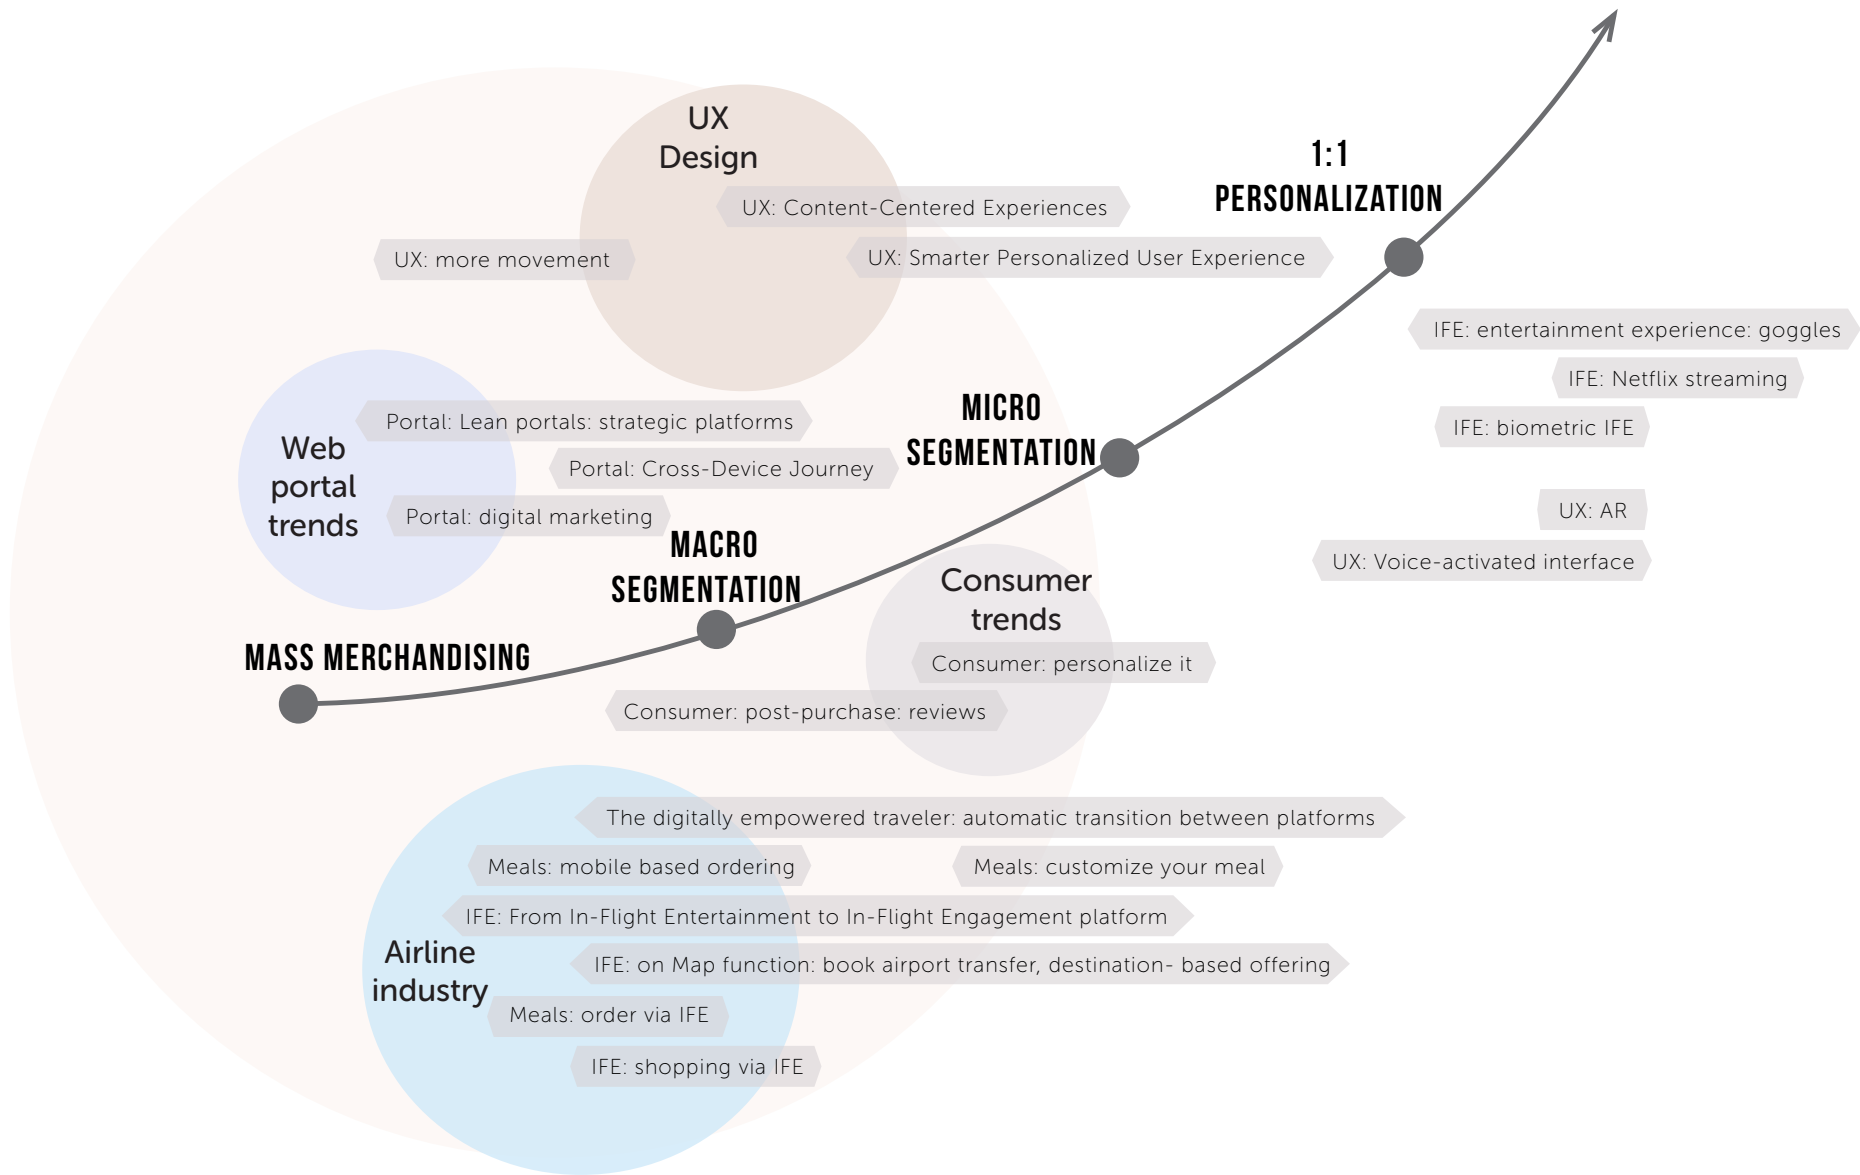 UX
Design
1:1
PERSONALIZATION
UX: Content-Centered Experiences
UX: more movement
UX: Smarter Personalized User Experience
IFE: entertainment experience: goggles
IFE: Netflix streaming
IFE: biometric IFE
Web
portal
trends
Portal: Lean portals: strategic platforms
Portal: Cross-Device Journey
Portal: digital marketing
MICRO
SEGMENTATION
UX: AR
UX: Voice-activated interface
MACRO
SEGMENTATION
MASS MERCHANDISING
Consumer
trends
Consumer: personalize it
Consumer: post-purchase: reviews
The digitally empowered traveler: automatic transition between platforms
Meals: mobile based ordering
Meals: customize your meal
IFE: From In-Flight Entertainment to In-Flight Engagement platform
Airline
industry
IFE: on Map function: book airport transfer, destination- based offering
Meals: order via IFE
IFE: shopping via IFE